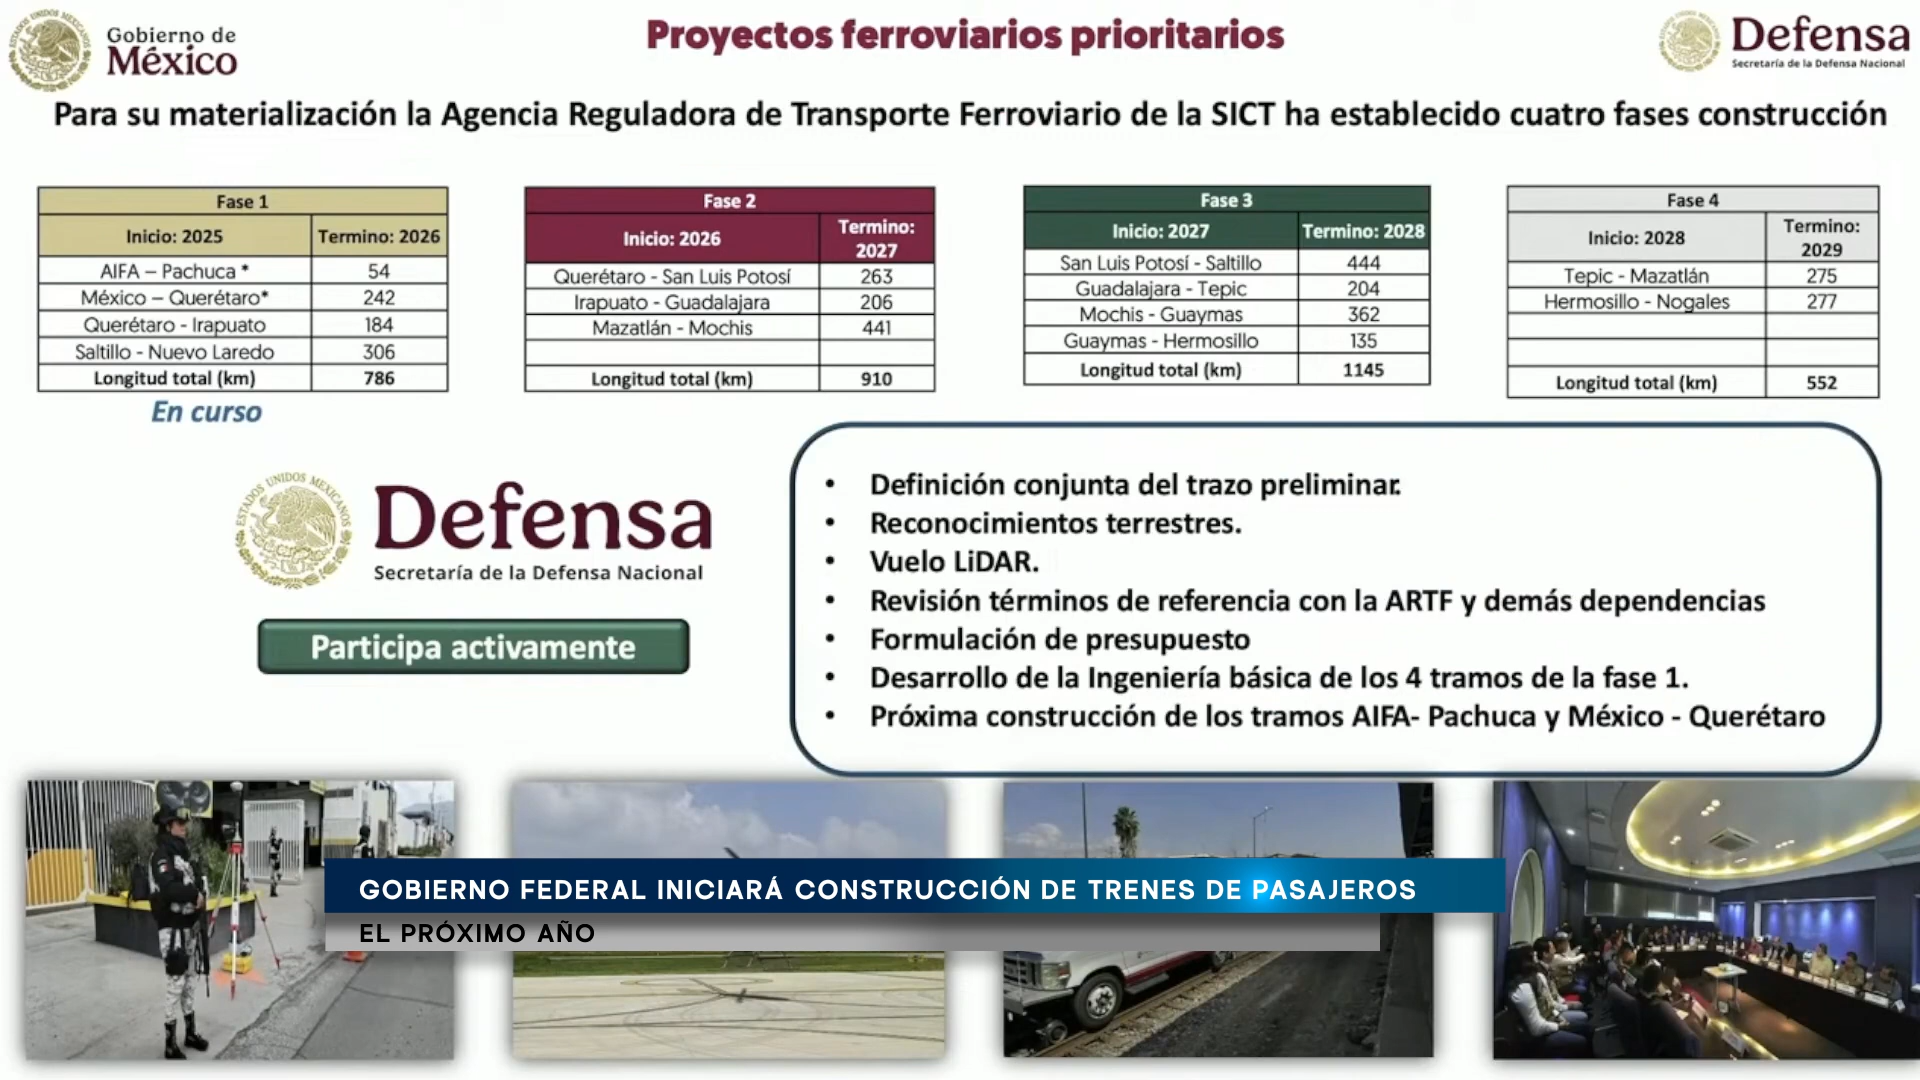 Gobierno de
México
Proyectos ferroviarios prioritarios
Defensa
Secretaría de la Defensa Nacional
Para su materialización la Agencia Reguladora de Transporte Ferroviario de la SICT ha establecido cuatro fases construcción
Fase 1
Inicio: 2025 Termino: 2026
AIFA – Pachuca * 54
México – Querétaro* 242
Querétaro - Irapuato 184
Saltillo - Nuevo Laredo 306
Longitud total (km) 786
En curso
Fase 2
Inicio: 2026 Termino: 2027
Querétaro - San Luis Potosí 263
Irapuato - Guadalajara 206
Mazatlán - Mochis 441
Longitud total (km) 910
Fase 3
Inicio: 2027 Termino: 2028
San Luis Potosí - Saltillo 444
Guadalajara - Tepic 204
Mochis - Guaymas 362
Guaymas - Hermosillo 135
Longitud total (km) 1145
Fase 4
Inicio: 2028 Termino: 2029
Tepic - Mazatlán 275
Hermosillo - Nogales 277
Longitud total (km) 552
ESTADOS UNIDOS MEXICANOS
Defensa
Secretaría de la Defensa Nacional
Participa activamente
• Definición conjunta del trazo preliminar.
• Reconocimientos terrestres.
• Vuelo LiDAR.
• Revisión términos de referencia con la ARTF y demás dependencias
• Formulación de presupuesto
• Desarrollo de la Ingeniería básica de los 4 tramos de la fase 1.
• Próxima construcción de los tramos AIFA- Pachuca y México - Querétaro
GOBIERNO FEDERAL INICIARÁ CONSTRUCCIÓN DE TRENES DE PASAJEROS
EL PRÓXIMO AÑO